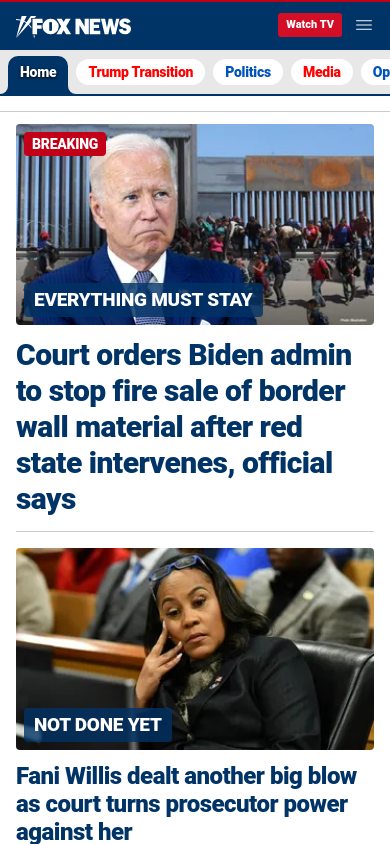 FOX NEWS
Watch TV
Home
Trump Transition
Politics
Media
Op
BREAKING
EVERYTHING MUST STAY
Photo Illustration
Court orders Biden admin
to stop fire sale of border
wall material after red
state intervenes, official
says
NOT DONE YET
Fani Willis dealt another big blow
as court turns prosecutor power
against her